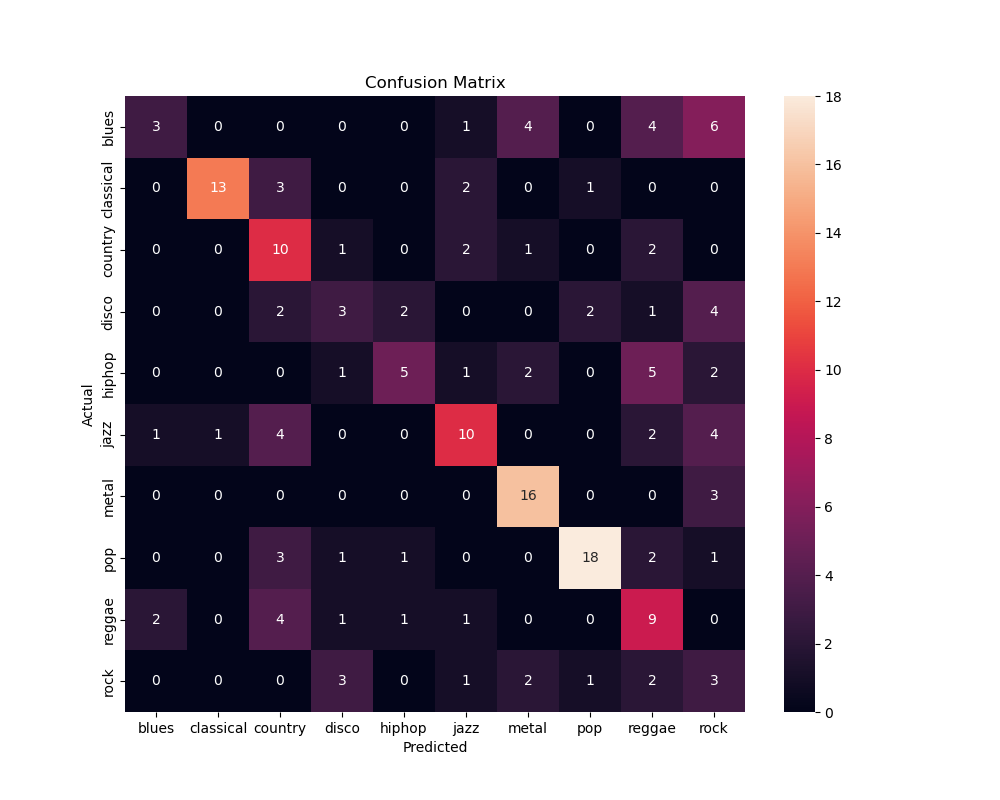 Confusion Matrix
blues 3 0 0 0 0 1 4 0 4 6
classical 0 13 3 0 0 2 0 1 0 0
country 0 0 10 1 0 2 1 0 2 0
disco 0 0 2 3 2 0 0 2 1 4
hiphop 0 0 0 1 5 1 2 0 5 2
jazz 1 1 4 0 0 10 0 0 2 4
metal 0 0 0 0 0 0 16 0 0 3
pop 0 0 3 1 1 0 0 18 2 1
reggae 2 0 4 1 1 1 0 0 9 0
rock 0 0 0 3 0 1 2 1 2 3
Actual
blues classical country disco hiphop jazz metal pop reggae rock
Predicted
18
16
14
12
10
8
6
4
2
0